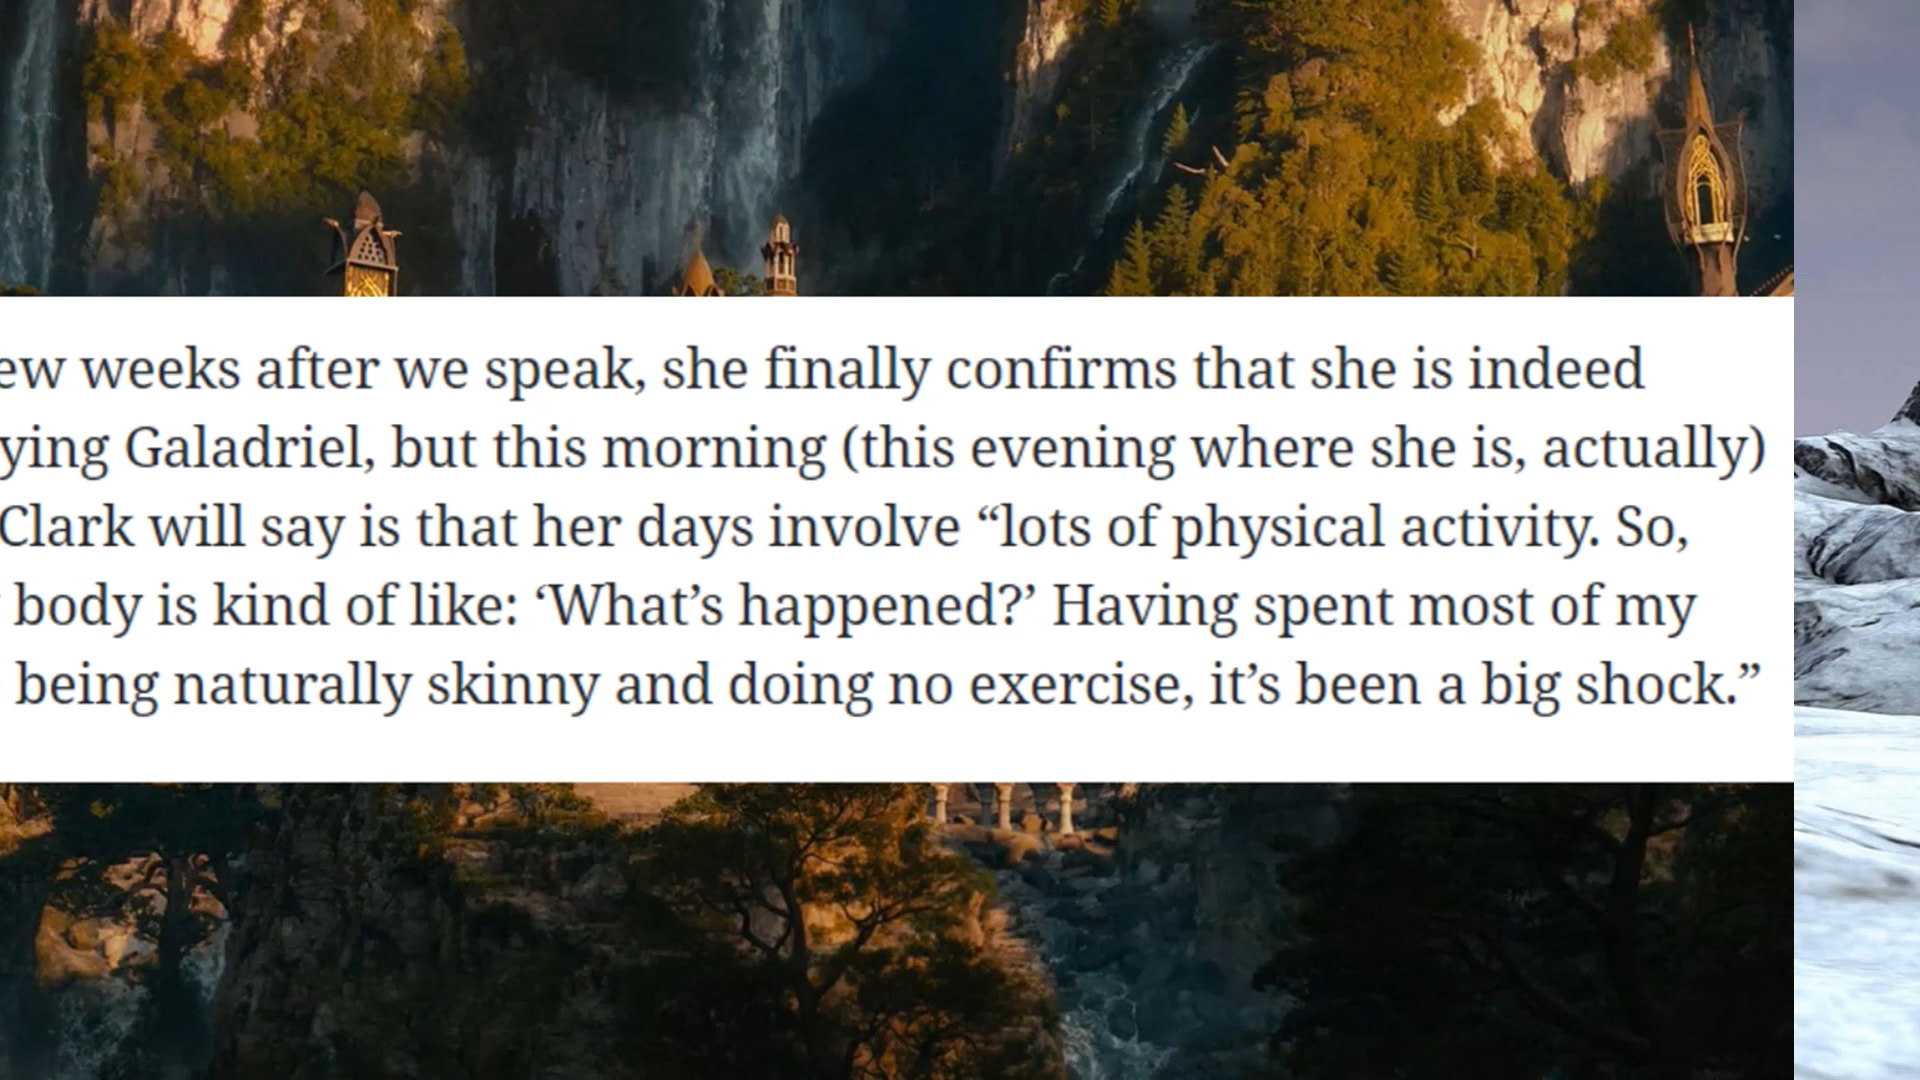 ew weeks after we speak, she finally confirms that she is indeed
ying Galadriel, but this morning (this evening where she is, actually)
Clark will say is that her days involve “lots of physical activity. So,
body is kind of like: ‘What’s happened?’ Having spent most of my
being naturally skinny and doing no exercise, it’s been a big shock.”